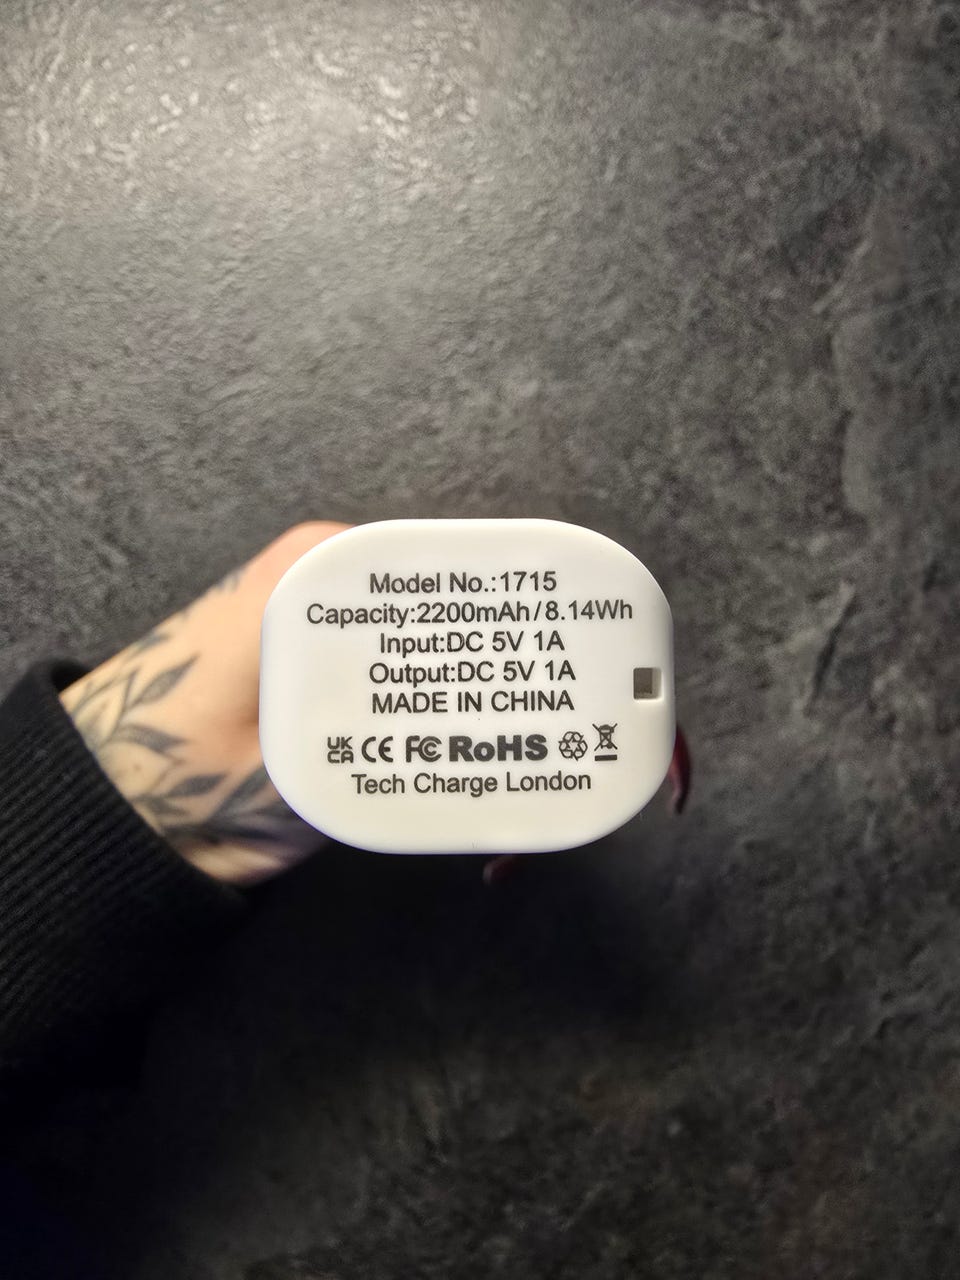 Model No.:1715
Capacity:2200mAh/8.14Wh
Input:DC 5V 1A
Output:DC 5V 1A
MADE IN CHINA
UK CA CE FC RoHS
Tech Charge London